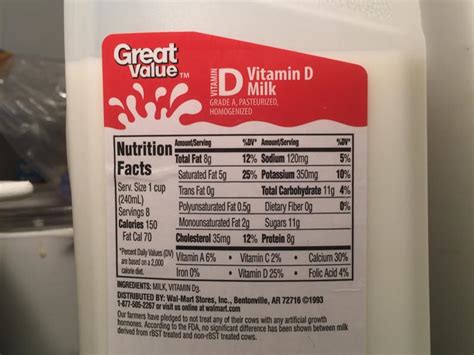 Great
Value™
VITAMIN
D
Vitamin D
Milk
GRADE A, PASTEURIZED,
HOMOGENIZED
Nutrition
Facts
Serv. Size 1 cup
(240mL)
Servings 8
Calories 150
Fat Cal 70
*Percent Daily Values (DV)
are based on a 2,000
calorie diet.
Amount/Serving %DV* Amount/Serving %DV*
Total Fat 8g 12% Sodium 120mg 5%
Saturated Fat 5g 25% Potassium 350mg 10%
Trans Fat 0g Total Carbohydrate 11g 4%
Polyunsaturated Fat 0.5g Dietary Fiber 0g 0%
Monounsaturated Fat 2g Sugars 11g
Cholesterol 35mg 12% Protein 8g
Vitamin A 6% • Vitamin C 2% • Calcium 30%
Iron 0% • Vitamin D 25% • Folic Acid 4%
INGREDIENTS: MILK, VITAMIN D3.
DISTRIBUTED BY: Wal-Mart Stores, Inc., Bentonville, AR 72716 ©1993
1-877-505-2267 or visit us online at walmart.com
Our farmers have pledged to not treat any of their cows with any artificial growth
hormones. According to the FDA, no significant difference has been shown between milk
derived from rBST treated and non-rBST treated cows.